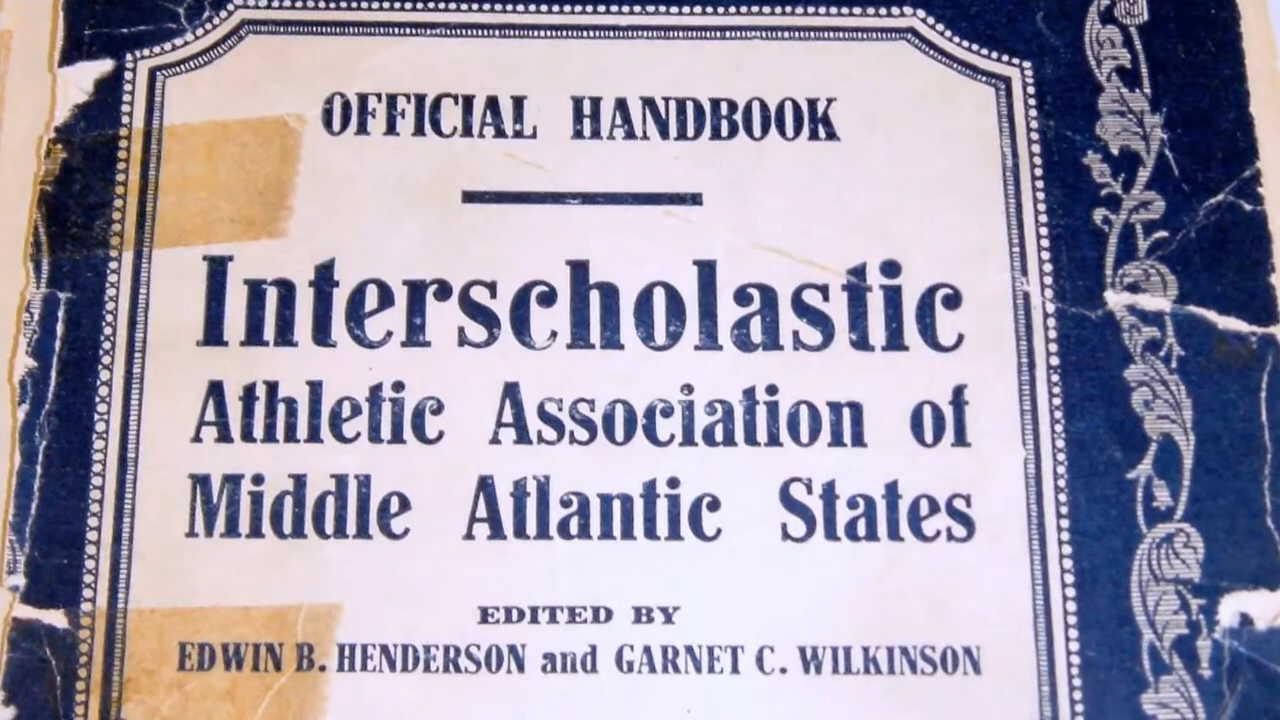 OFFICIAL HANDBOOK
Interscholastic
Athletic Association of
Middle Atlantic States
EDITED BY
EDWIN B. HENDERSON and GARNET C. WILKINSON